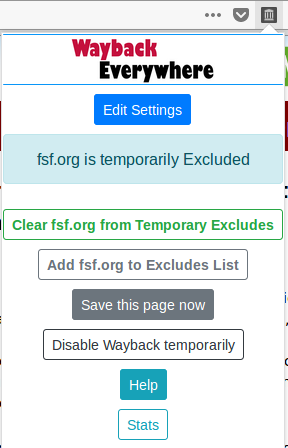 Wayback
Everywhere
Edit Settings
fsf.org is temporarily Excluded
Clear fsf.org from Temporary Excludes
Add fsf.org to Excludes List
Save this page now
Disable Wayback temporarily
Help
Stats